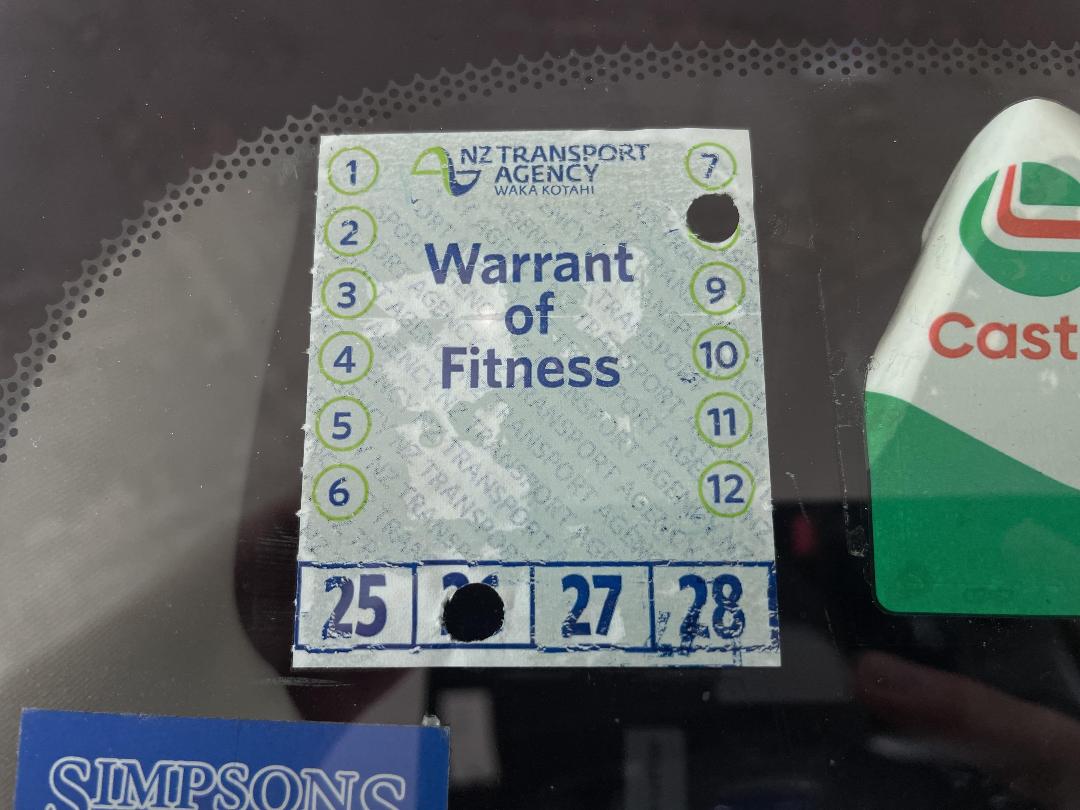 NZ TRANSPORT
AGENCY
WAKA KOTAHI
Warrant
of
Fitness
1
2
3
4
5
6
7
9
10
11
12
25 27 28
Cast
SIMPSONS